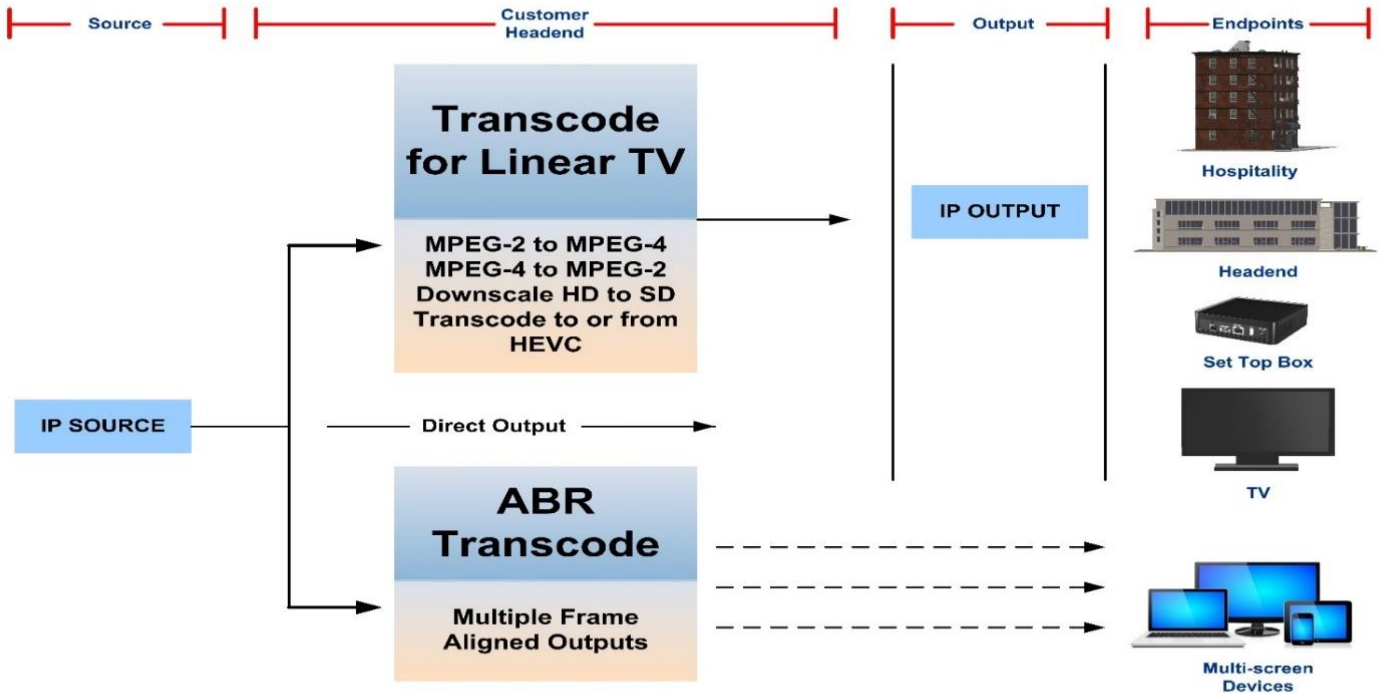 Source
Customer
Headend
Output
Endpoints
Transcode
for Linear TV
MPEG-2 to MPEG-4
MPEG-4 to MPEG-2
Downscale HD to SD
Transcode to or from
HEVC
IP SOURCE
Direct Output
ABR
Transcode
Multiple Frame
Aligned Outputs
IP OUTPUT
Hospitality
Headend
Set Top Box
TV
Multi-screen
Devices